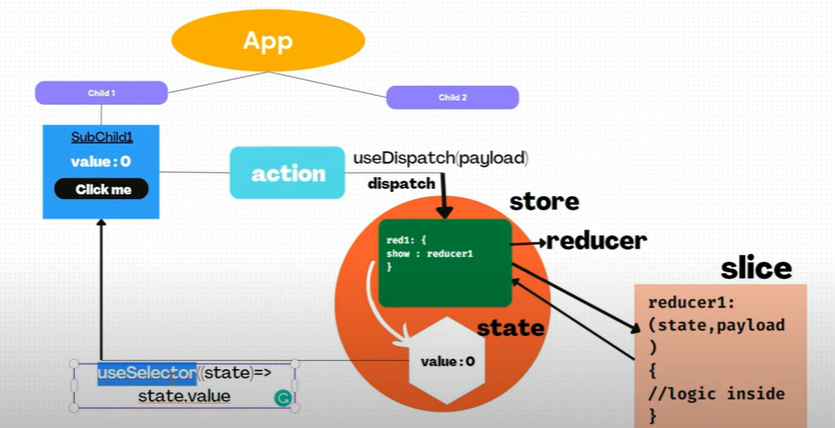 App
Child 1
Child 2
SubChild1
value : 0
Click me
action
useDispatch(payload)
dispatch
store
red1: {
show : reducer1
}
reducer
slice
reducer1:
(state,payload
)
{
//logic inside
}
state
value : 0
useSelector((state)=>
state.value